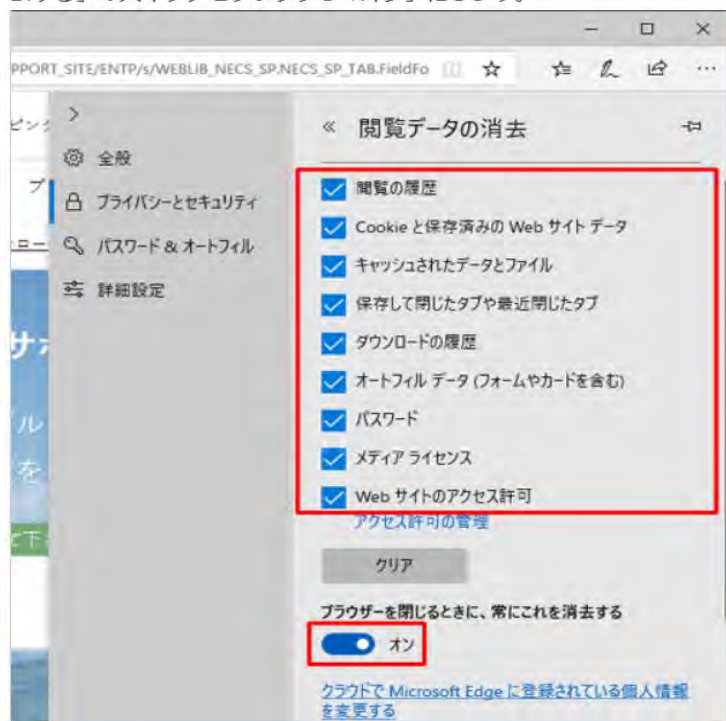 PPORT_SITE/ENTP/s/WEBLIB_NECS_SP.NECS_SP_TAB.FieldFo
閲覧データの消去
全般
プライバシーとセキュリティ
パスワード & オートフィル
詳細設定
閲覧の履歴
Cookie と保存済みの Web サイト データ
キャッシュされたデータとファイル
保存して閉じたタブや最近閉じたタブ
ダウンロードの履歴
オートフィル データ (フォームやカードを含む)
パスワード
メディア ライセンス
Web サイトのアクセス許可
アクセス許可の管理
クリア
ブラウザーを閉じるときに、常にこれを消去する
オン
クラウドで Microsoft Edge に登録されている個人情報
を変更する